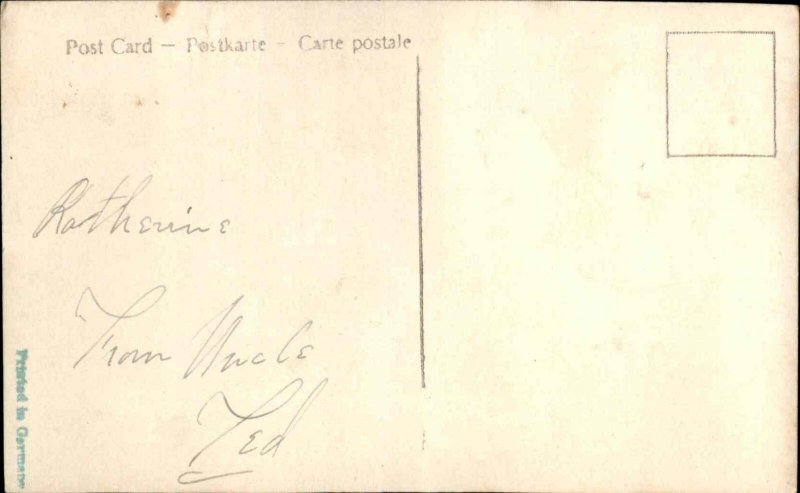 Post Card – Postkarte – Carte postale
Katherine
From Uncle
Ted
Printed in Germany